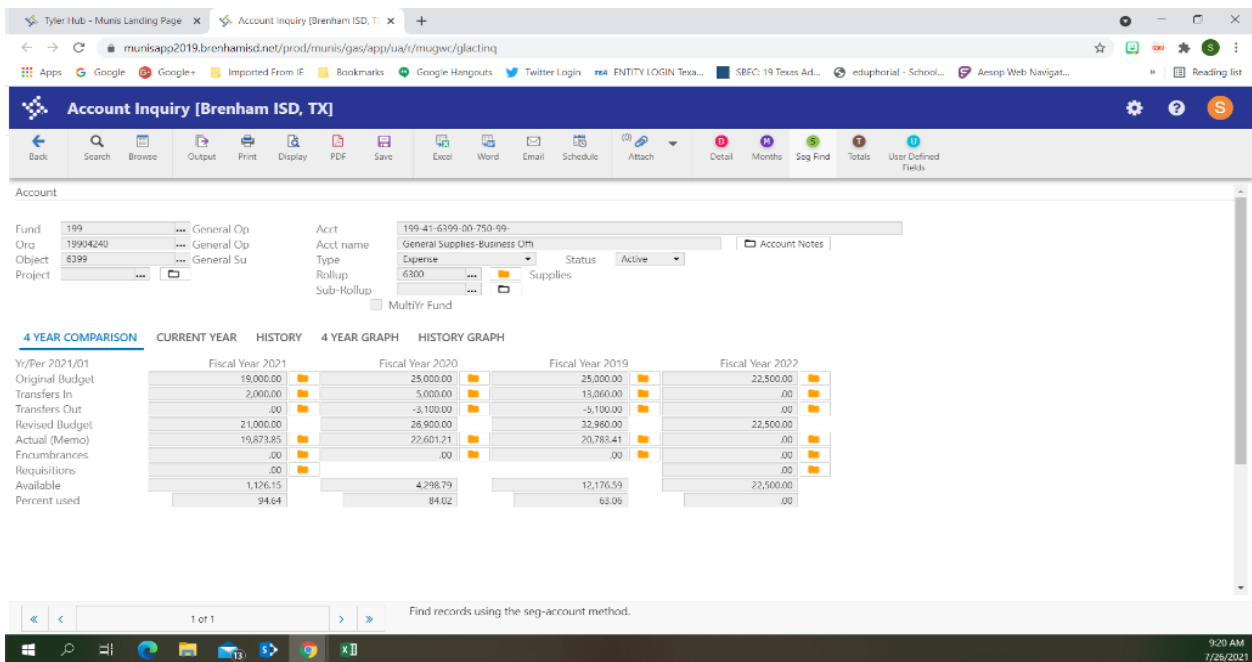 Tyler Hub - Munis Landing Page
Account Inquiry [Brenham ISD, T
munisapp2019.brenhamisd.net/prod/munis/gas/app/ua/r/mugwc/glactinq
S
Apps Google Google+ Imported From IE Bookmarks Google Hangouts Twitter Login TEA ENTITY LOGIN Texa... SBEC: 19 Texas Ad... eduphorial - School... Aesop Web Navigat... » Reading list
Account Inquiry [Brenham ISD, TX] S
(0) D M S T U
Back Search Browse Output Print Display PDF Save Excel Word Email Schedule Attach Detail Months Seg Find Totals User Defined Fields
Account
Fund 199 ... General Op Acct 199-41-6399-00-750-99-
Org 19904240 ... General Op Acct name General Supplies-Business Offi Account Notes
Object 6399 ... General Su Type Expense Status Active
Project ... Rollup 6300 ... Supplies
Sub-Rollup ...
MultiYr Fund
4 YEAR COMPARISON CURRENT YEAR HISTORY 4 YEAR GRAPH HISTORY GRAPH
Yr/Per 2021/01 Fiscal Year 2021 Fiscal Year 2020 Fiscal Year 2019 Fiscal Year 2022
Original Budget 19,000.00 25,000.00 25,000.00 22,500.00
Transfers In 2,000.00 5,000.00 13,060.00 .00
Transfers Out .00 -3,100.00 -5,100.00 .00
Revised Budget 21,000.00 26,900.00 32,960.00 22,500.00
Actual (Memo) 19,873.85 22,601.21 20,783.41 .00
Encumbrances .00 .00 .00 .00
Requisitions .00 .00
Available 1,126.15 4,298.79 12,176.59 22,500.00
Percent used 94.64 84.02 63.06 .00
1 of 1 Find records using the seg-account method.
13
9:20 AM
7/26/2021